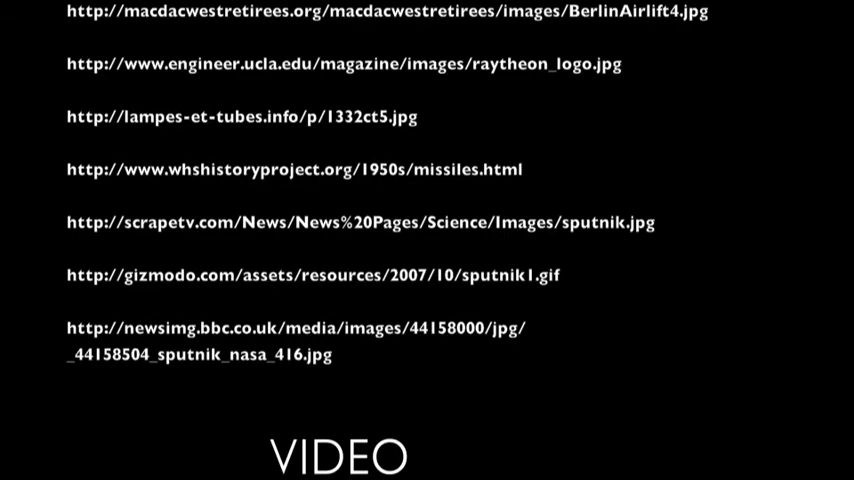 http://macdacwestretirees.org/macdacwestretirees/images/BerlinAirlift4.jpg
http://www.engineer.ucla.edu/magazine/images/raytheon_logo.jpg
http://lampes-et-tubes.info/p/1332ct5.jpg
http://www.whshistoryproject.org/1950s/missiles.html
http://scrapetv.com/News/News%20Pages/Science/Images/sputnik.jpg
http://gizmodo.com/assets/resources/2007/10/sputnik1.gif
http://newsimg.bbc.co.uk/media/images/44158000/jpg/
_44158504_sputnik_nasa_416.jpg
VIDEO